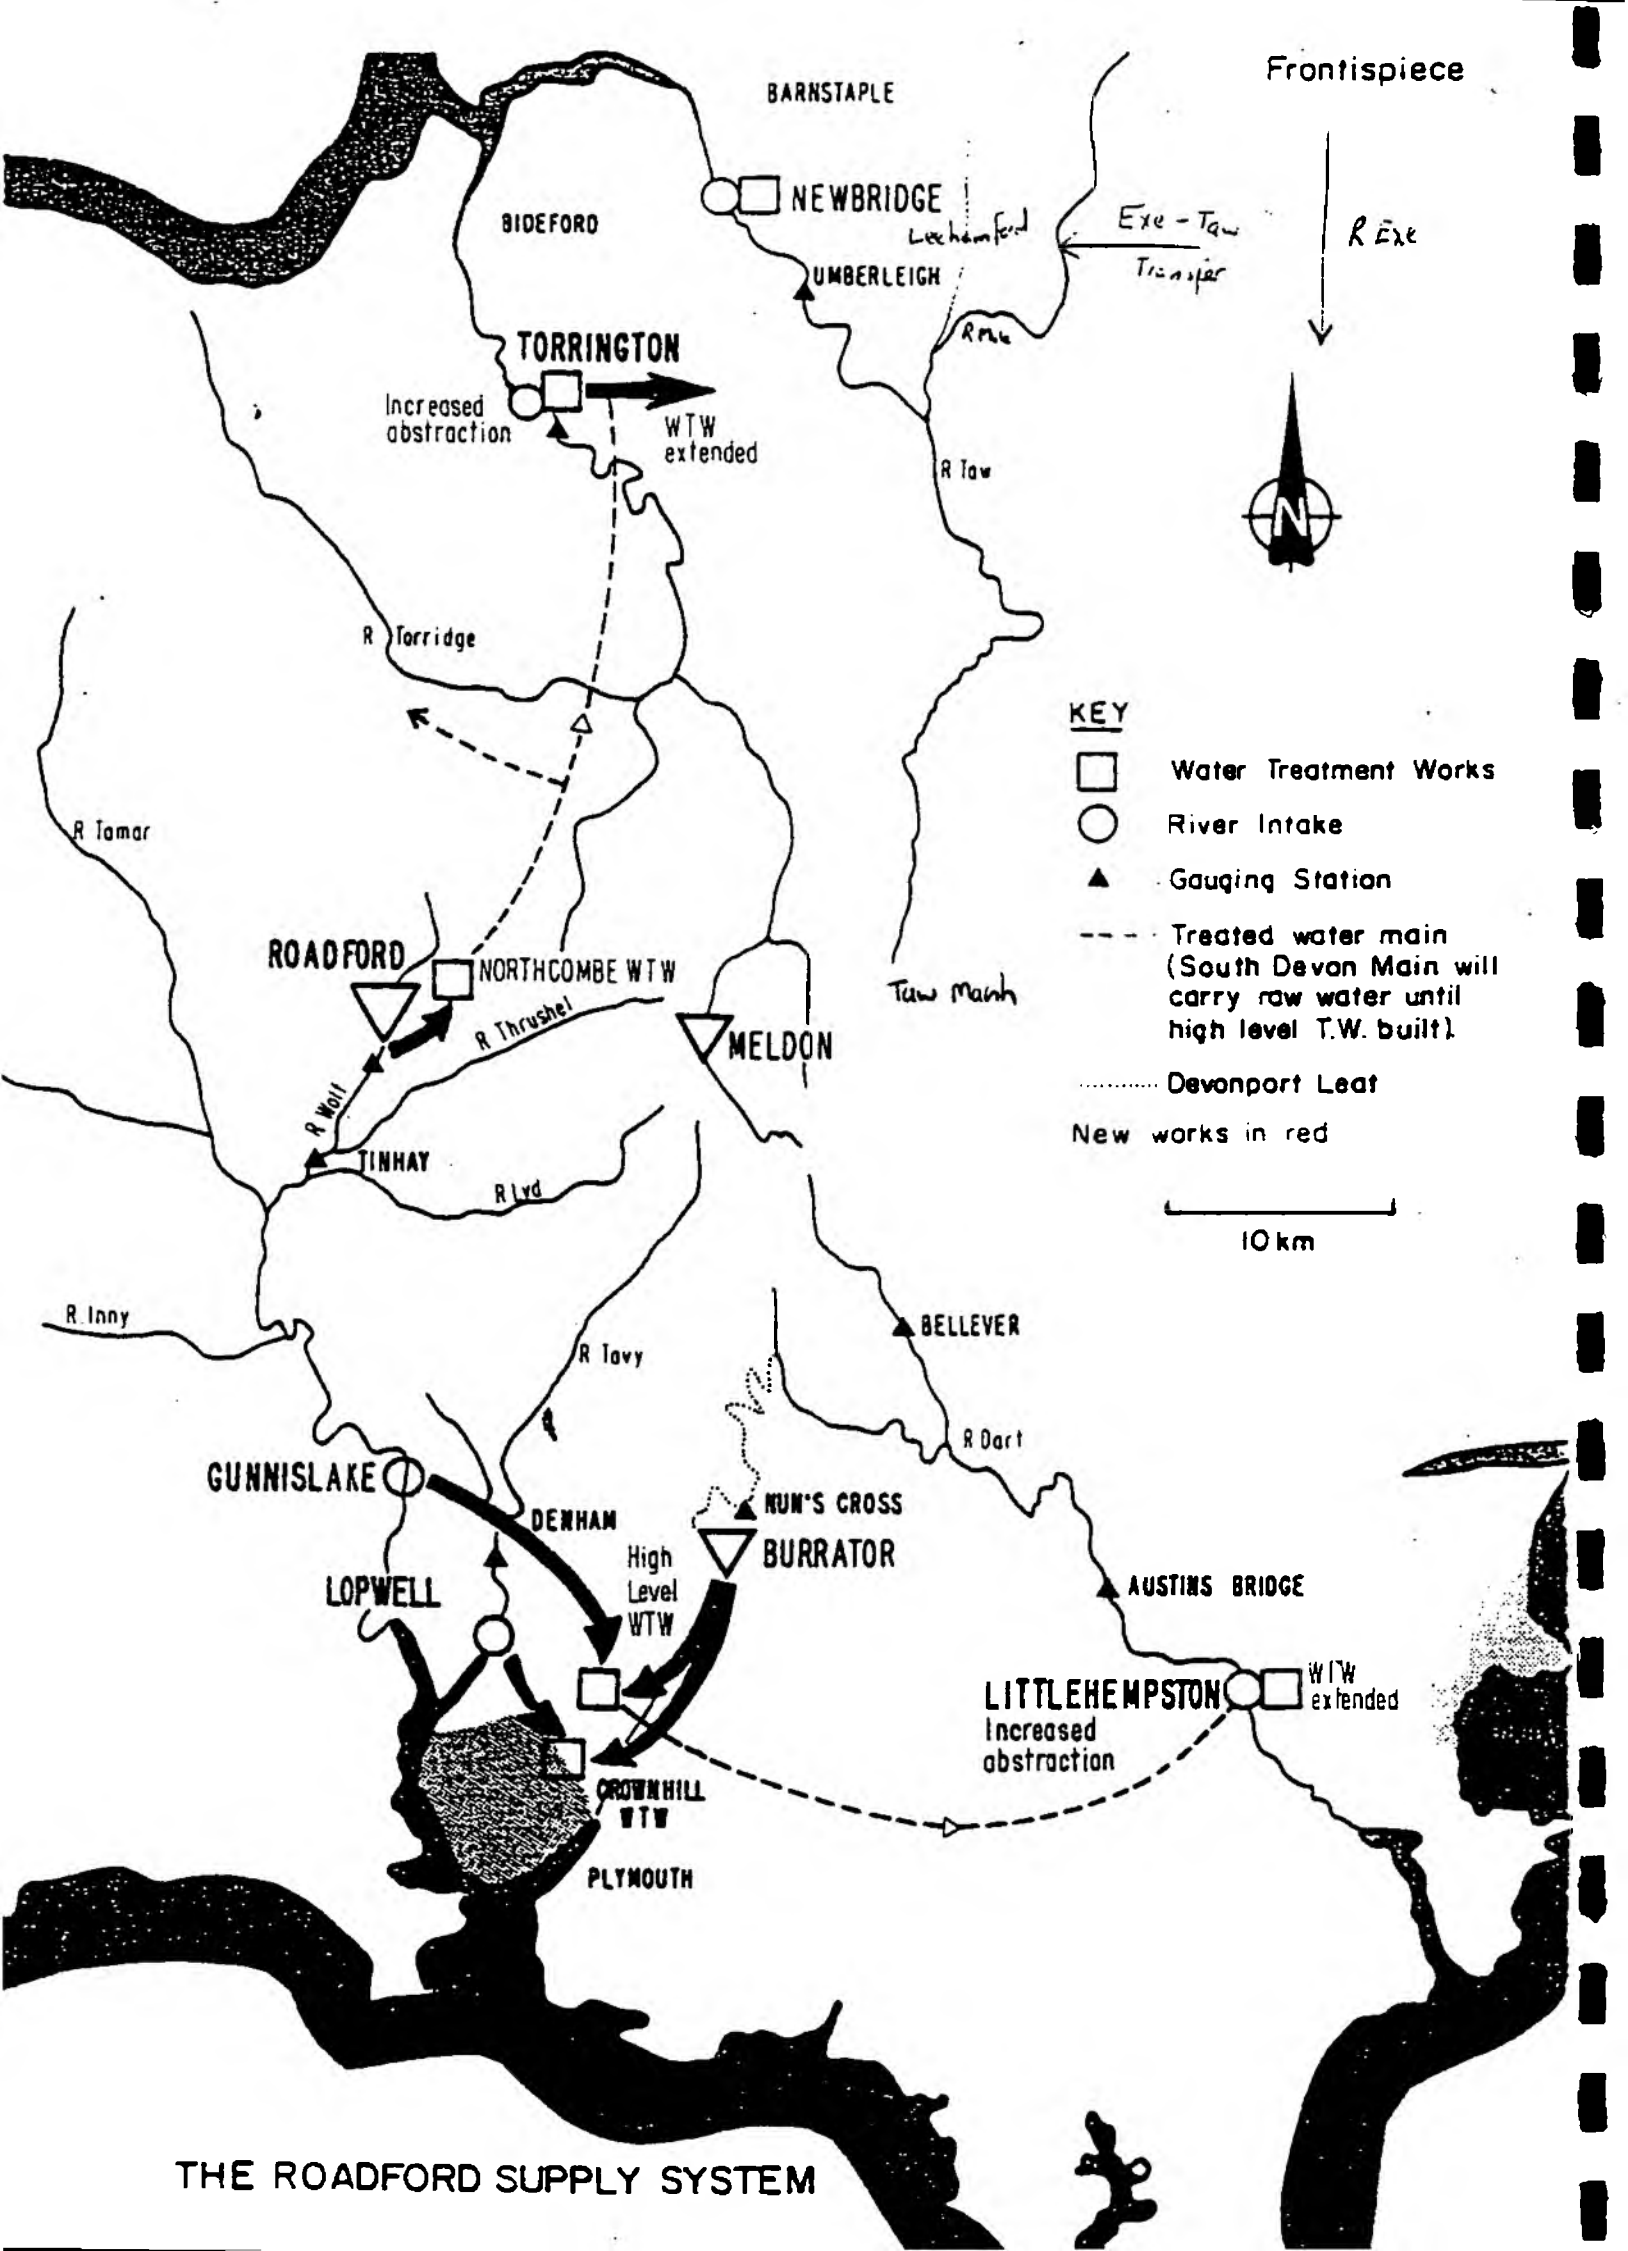 Frontispiece
BARNSTAPLE
NEWBRIDGE
BIDEFORD
Exe - Taw
Transfer
R Exe
UMBERLEIGH
TORRINGTON
Increased
abstraction
WTW
extended
R Taw
N
R Torridge
KEY
Water Treatment Works
River Intake
Gauging Station
Treated water main
(South Devon Main will
carry raw water until
high level T.W. built).
Devonport Leat
New works in red
10 km
R Tamar
ROADFORD
NORTHCOMBE WTW
Taw Marsh
R Thrushel
MELDON
R Wolf
TINHAY
R Lyd
R. Inny
BELLEVER
R Tavy
R Dart
GUNNISLAKE
NUN'S CROSS
DENHAM
BURRATOR
High
Level
WTW
LOPWELL
AUSTINS BRIDGE
LITTLEHEMPSTON
WTW
extended
Increased
abstraction
CROWNHILL
WTW
PLYMOUTH
THE ROADFORD SUPPLY SYSTEM